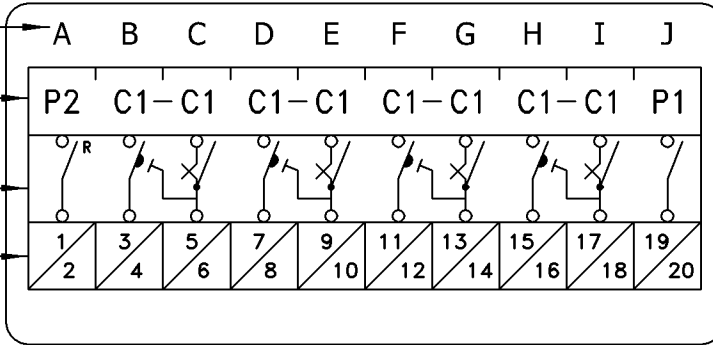 A B C D E F G H I J
P2 C1-C1 C1-C1 C1-C1 C1-C1 P1
R
1 3 5 7 9 11 13 15 17 19
2 4 6 8 10 12 14 16 18 20